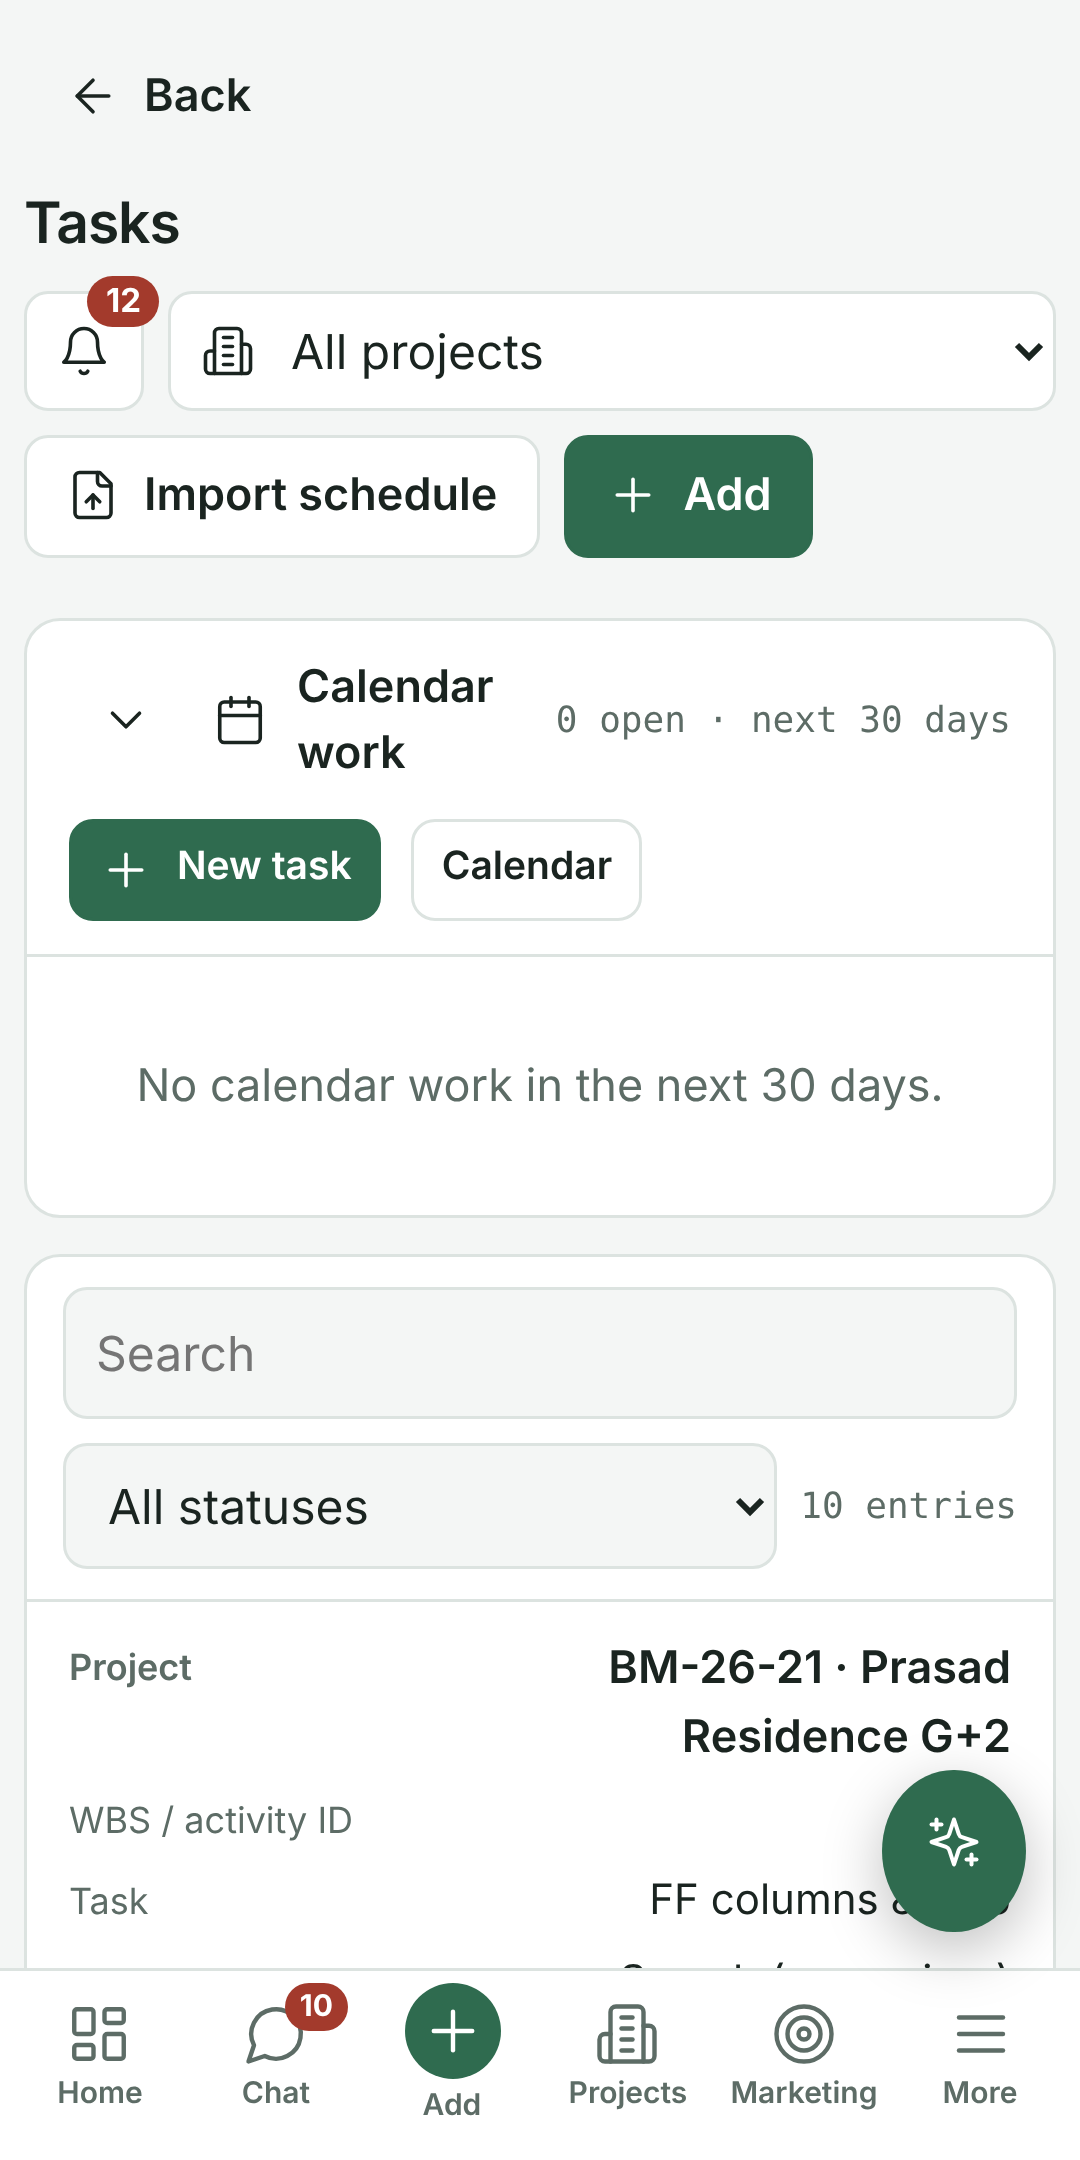 Back
Tasks
12
All projects
Import schedule
Add
Calendar
work
0 open · next 30 days
New task
Calendar
No calendar work in the next 30 days.
Search
All statuses
10 entries
Project
BM-26-21 · Prasad
Residence G+2
WBS / activity ID
Task
FF columns
10
Home
Chat
Add
Projects
Marketing
More